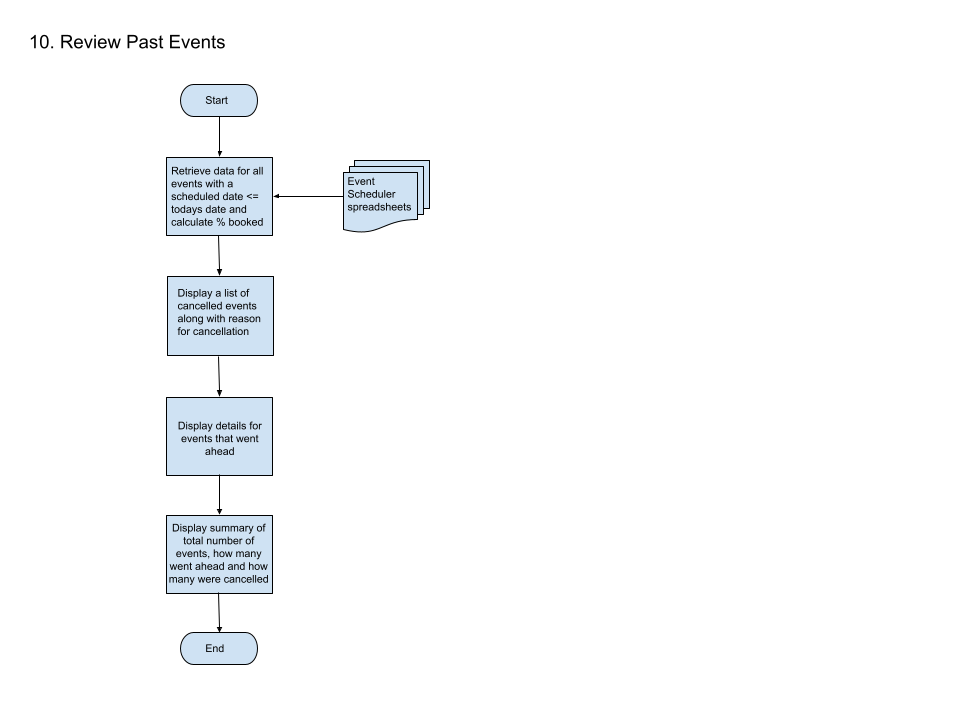 10. Review Past Events
Start
Retrieve data for all
events with a
scheduled date <=
todays date and
calculate % booked
Event
Scheduler
spreadsheets
Display a list of
cancelled events
along with reason
for cancellation
Display details for
events that went
ahead
Display summary of
total number of
events, how many
went ahead and how
many were cancelled
End